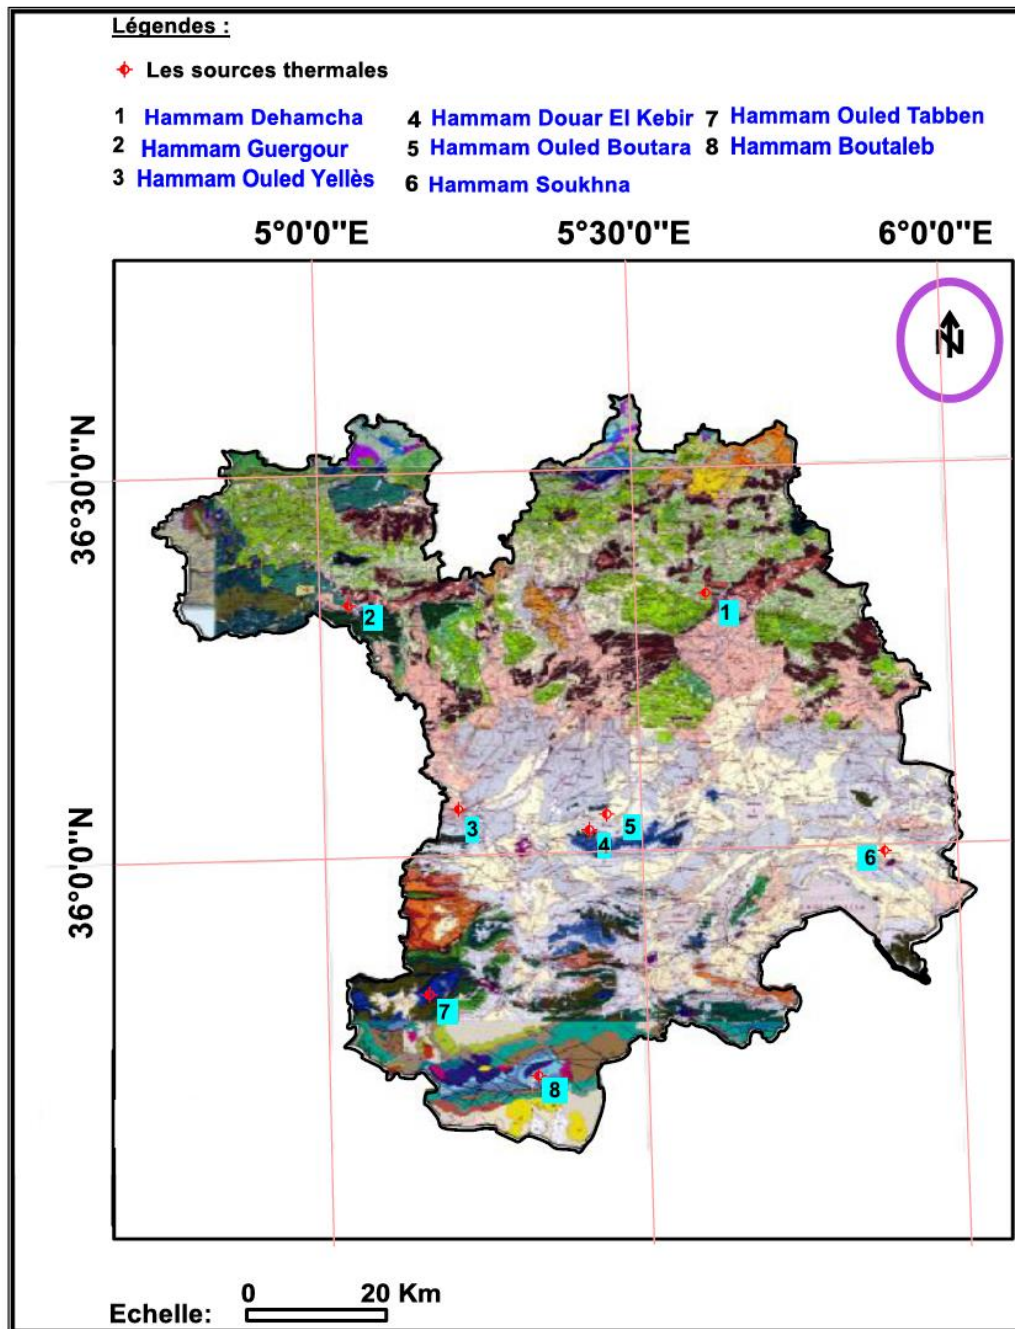 Légendes :
Les sources thermales
1 Hammam Dehamcha
2 Hammam Guergour
3 Hammam Ouled Yellès
4 Hammam Douar El Kebir
5 Hammam Ouled Boutara
6 Hammam Soukhna
7 Hammam Ouled Tabben
8 Hammam Boutaleb
5°0'0"E 5°30'0"E 6°0'0"E
N
36°30'0"N
1
2
3
5
4
36°0'0"N
6
7
8
0 20 Km
Echelle: